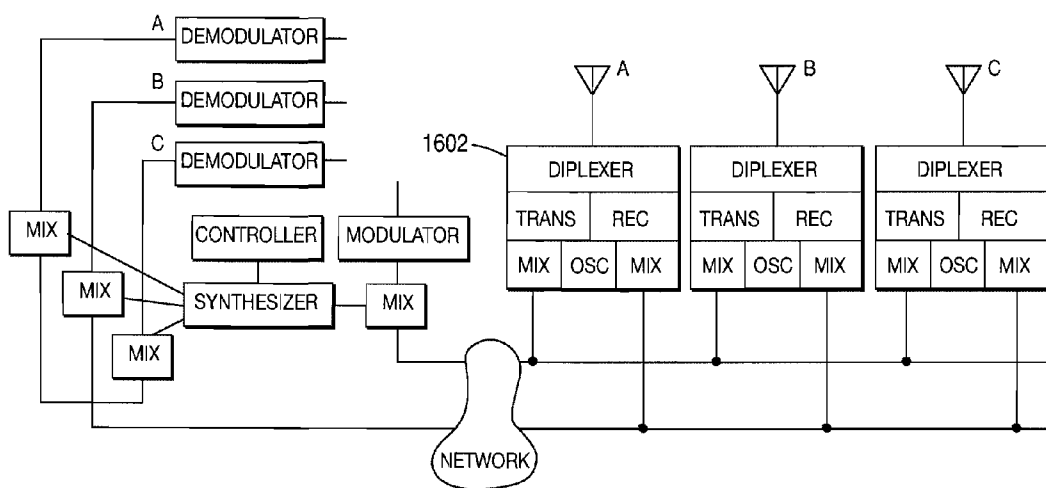 A
DEMODULATOR
B
DEMODULATOR
C
DEMODULATOR
MIX
MIX
MIX
CONTROLLER
SYNTHESIZER
MODULATOR
MIX
NETWORK
1602
A
DIPLEXER
TRANS REC
MIX OSC MIX
B
DIPLEXER
TRANS REC
MIX OSC MIX
C
DIPLEXER
TRANS REC
MIX OSC MIX